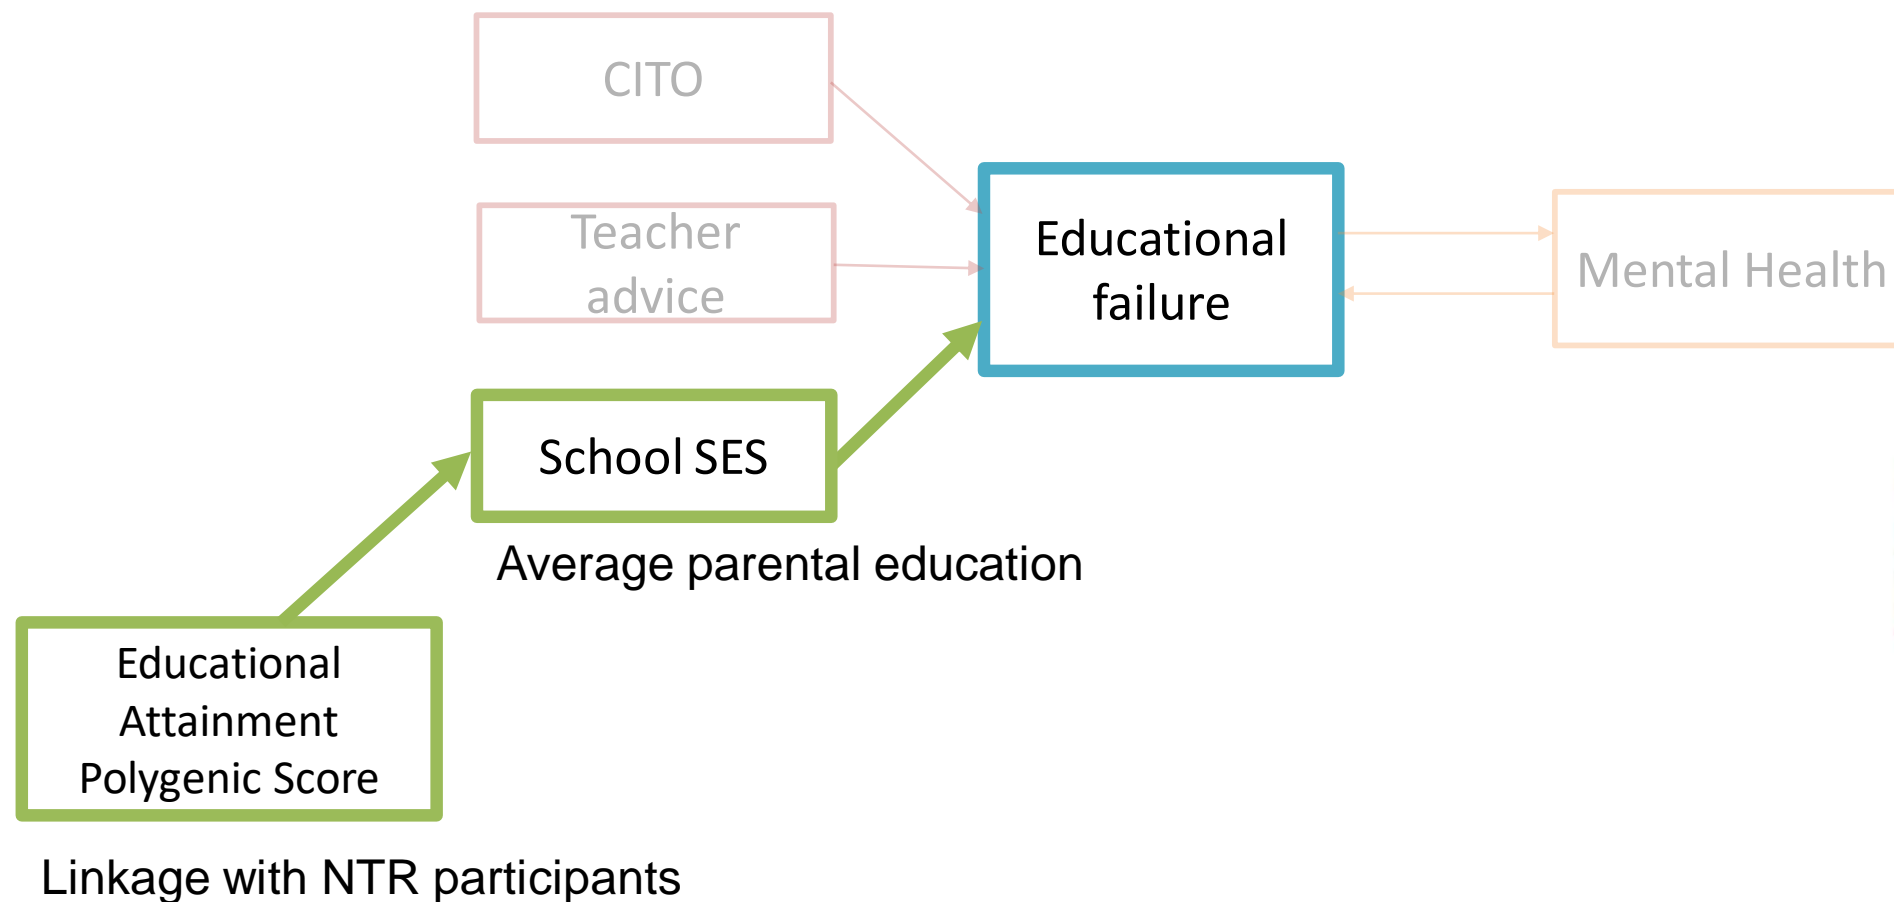 CITO
Teacher
advice
Educational
failure
Mental Health
School SES
Average parental education
Educational
Attainment
Polygenic Score
Linkage with NTR participants